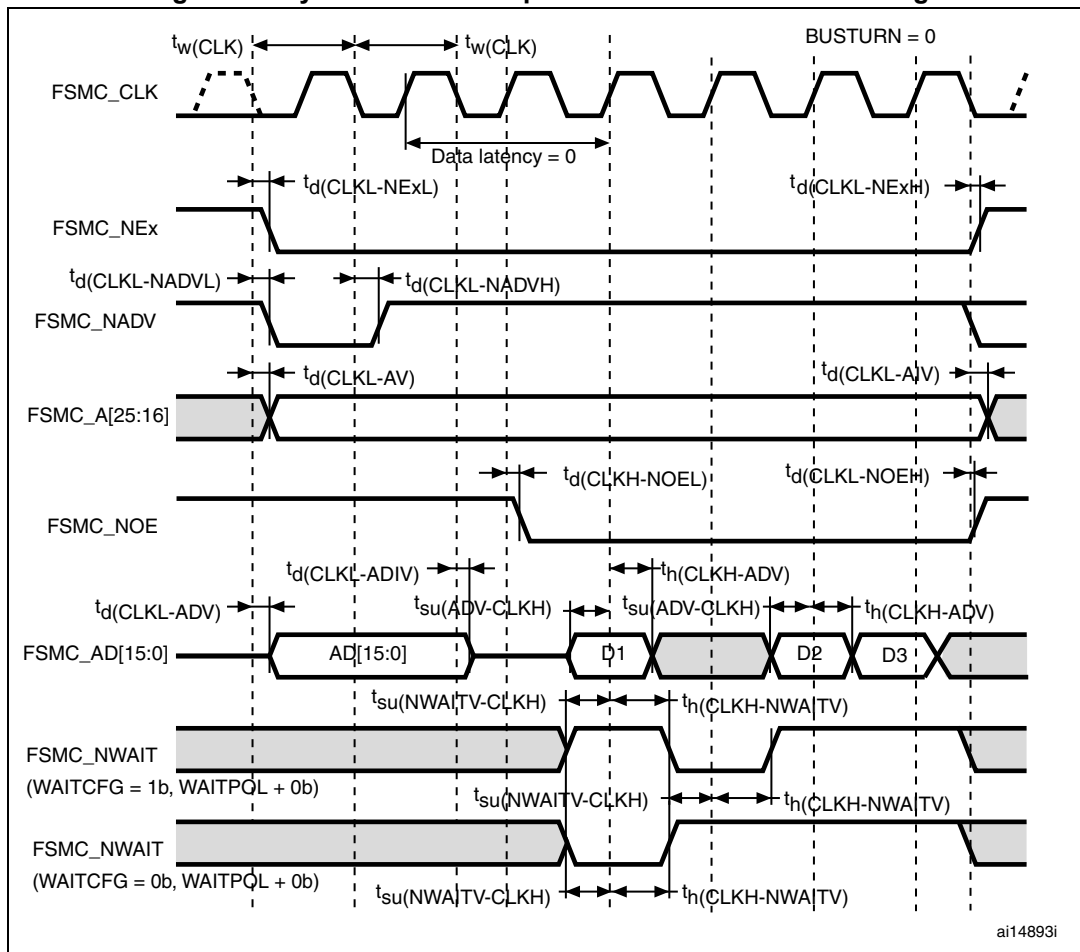 BUSTURN = 0
tw(CLK)
tw(CLK)
FSMC_CLK
Data latency = 0
td(CLKL-NExL)
td(CLKL-NExH)
FSMC_NEx
td(CLKL-NADVL)
td(CLKL-NADVH)
FSMC_NADV
td(CLKL-AV)
td(CLKL-AIV)
FSMC_A[25:16]
td(CLKH-NOEL)
td(CLKL-NOEH)
FSMC_NOE
td(CLKL-ADIV)
th(CLKH-ADV)
td(CLKL-ADV)
tsu(ADV-CLKH)
tsu(ADV-CLKH)
th(CLKH-ADV)
FSMC_AD[15:0]
AD[15:0]
D1
D2
D3
tsu(NWAITV-CLKH)
th(CLKH-NWAITV)
FSMC_NWAIT
(WAITCFG = 1b, WAITPOL + 0b)
tsu(NWAITV-CLKH)
th(CLKH-NWAITV)
FSMC_NWAIT
(WAITCFG = 0b, WAITPOL + 0b)
tsu(NWAITV-CLKH)
th(CLKH-NWAITV)
ai14893i